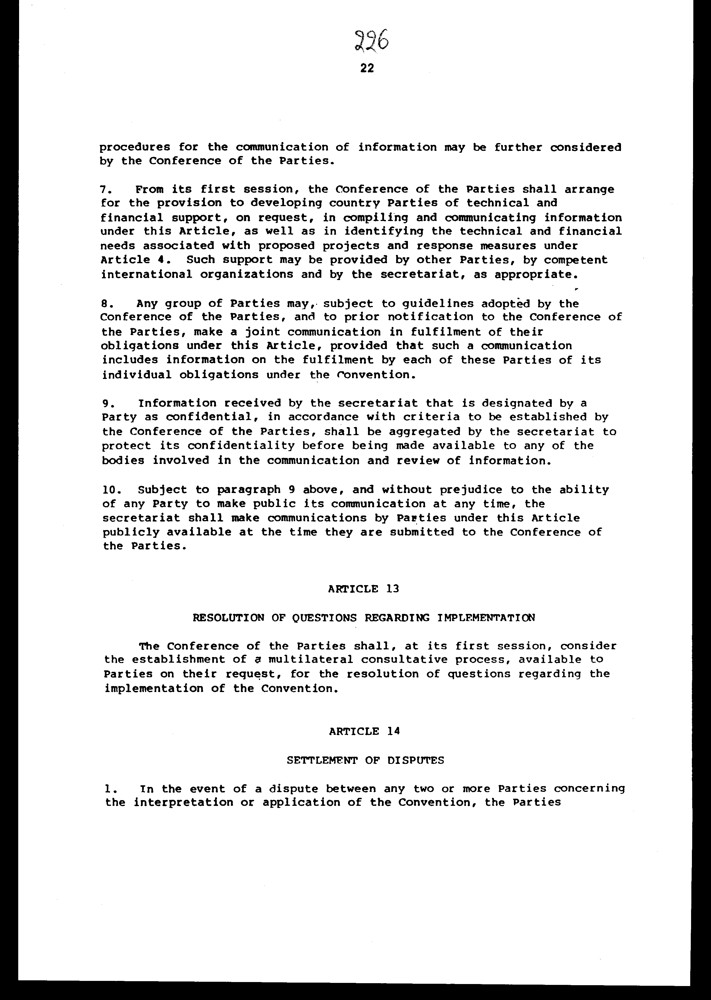 226
22
procedures for the communication of information may be further considered
by the Conference of the Parties.
7. From its first session, the Conference of the Parties shall arrange
for the provision to developing country Parties of technical and
financial support, on request, in compiling and communicating information
under this Article, as well as in identifying the technical and financial
needs associated with proposed projects and response measures under
Article 4. Such support may be provided by other Parties, by competent
international organizations and by the secretariat, as appropriate.
8. Any group of Parties may, subject to guidelines adopted by the
Conference of the Parties, and to prior notification to the Conference of
the Parties, make a joint communication in fulfilment of their
obligations under this Article, provided that such a communication
includes information on the fulfilment by each of these Parties of its
individual obligations under the Convention.
9. Information received by the secretariat that is designated by a
Party as confidential, in accordance with criteria to be established by
the Conference of the Parties, shall be aggregated by the secretariat to
protect its confidentiality before being made available to any of the
bodies involved in the communication and review of information.
10. Subject to paragraph 9 above, and without prejudice to the ability
of any Party to make public its communication at any time, the
secretariat shall make communications by Parties under this Article
publicly available at the time they are submitted to the Conference of
the Parties.
ARTICLE 13
RESOLUTION OF QUESTIONS REGARDING IMPLEMENTATION
The Conference of the Parties shall, at its first session, consider
the establishment of a multilateral consultative process, available to
Parties on their request, for the resolution of questions regarding the
implementation of the Convention.
ARTICLE 14
SETTLEMENT OF DISPUTES
1. In the event of a dispute between any two or more Parties concerning
the interpretation or application of the Convention, the Parties